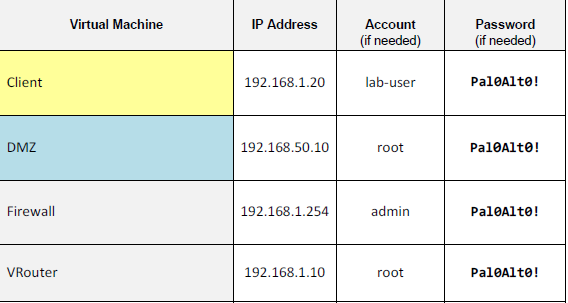 Virtual Machine IP Address Account Password
(if needed) (if needed)
Client 192.168.1.20 lab-user Pal0Alt0!
DMZ 192.168.50.10 root Pal0Alt0!
Firewall 192.168.1.254 admin Pal0Alt0!
VRouter 192.168.1.10 root Pal0Alt0!